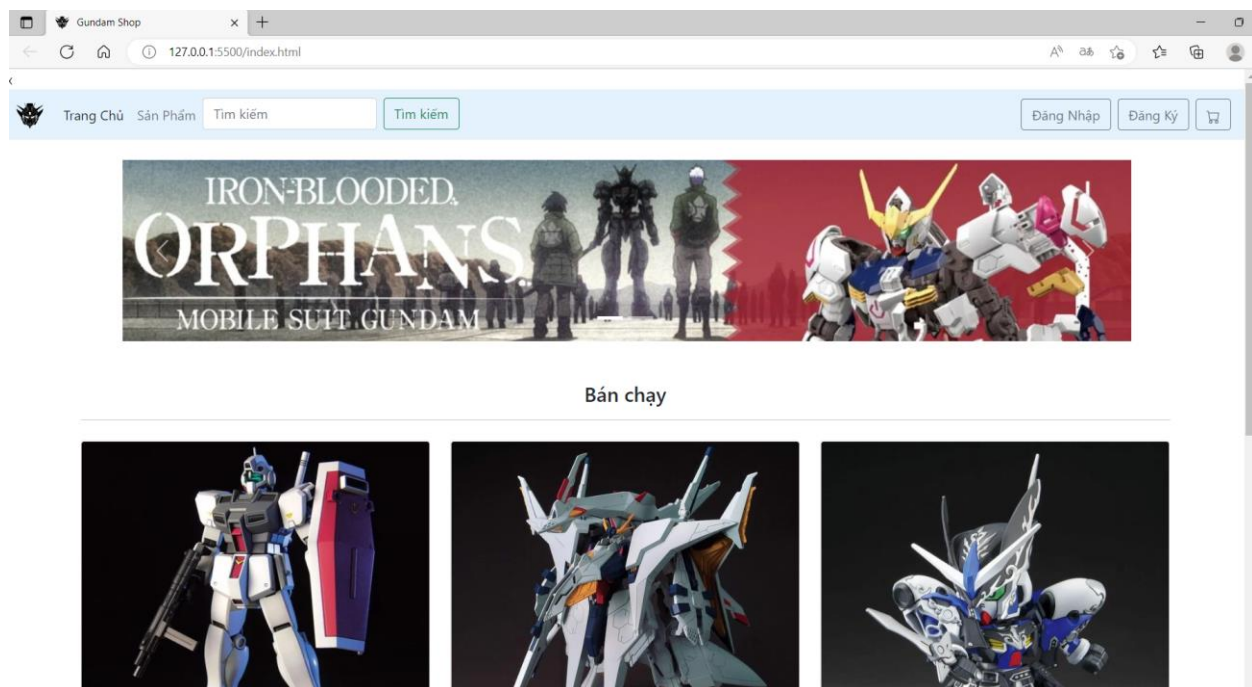 Gundam Shop
127.0.0.1:5500/index.html
Trang Chủ Sản Phẩm Tìm kiếm Tìm kiếm Đăng Nhập Đăng Ký
IRON-BLOODED
ORPHANS
MOBILE SUIT GUNDAM
Bán chạy